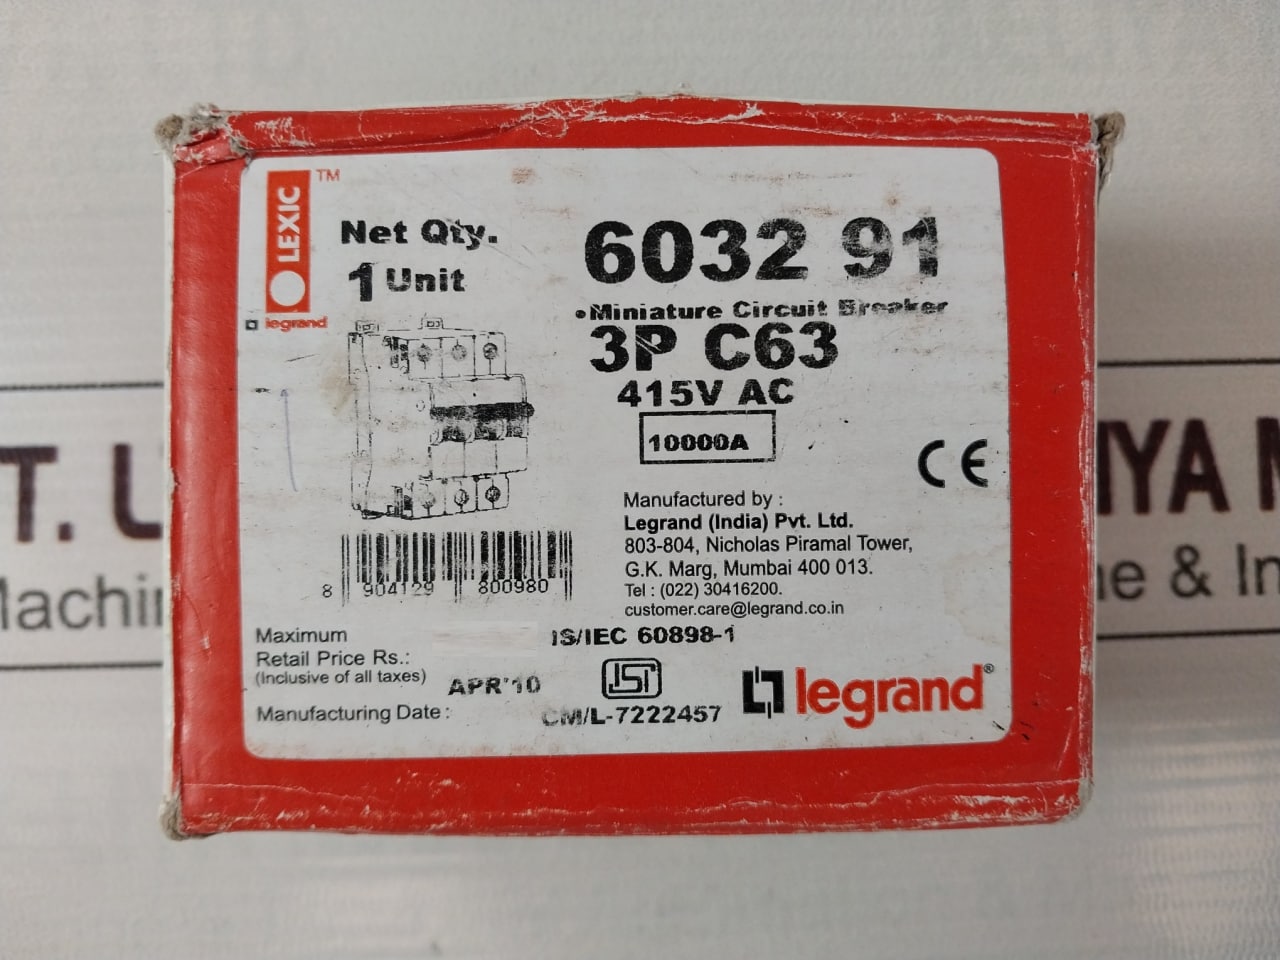 LEXIC
TM
legrand
Net Qty.
1 Unit
6032 91
•Miniature Circuit Breaker
3P C63
415V AC
10000A
CE
Manufactured by :
Legrand (India) Pvt. Ltd.
803-804, Nicholas Piramal Tower,
G.K. Marg, Mumbai 400 013.
Tel : (022) 30416200.
customer.care@legrand.co.in
8 904129 800980
Maximum
Retail Price Rs.:
(Inclusive of all taxes)
Manufacturing Date :
APR'10
IS/IEC 60898-1
ISI
CM/L-7222457
legrand®